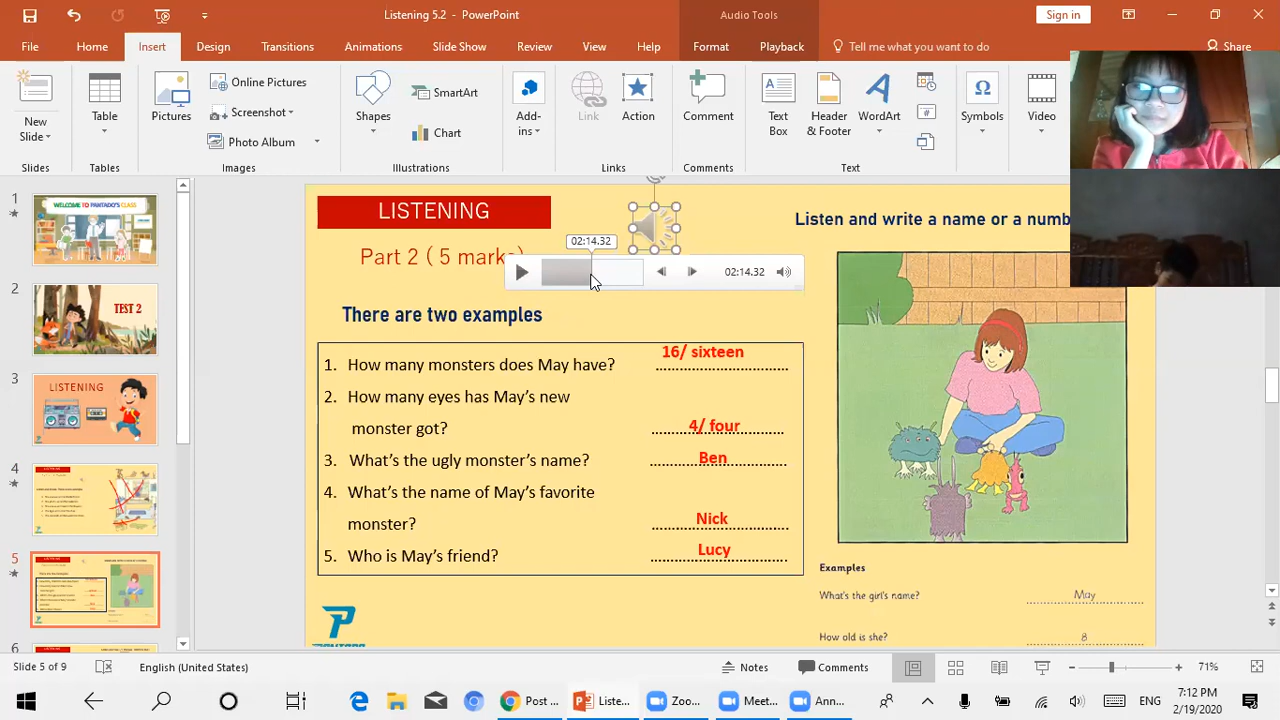 Listening 5.2 - PowerPoint
Audio Tools
Sign in
File
Home
Insert
Design
Transitions
Animations
Slide Show
Review
View
Help
Format
Playback
Tell me what you want to do
Share
New Slide
Table
Pictures
Online Pictures
Screenshot
Photo Album
Shapes
SmartArt
Chart
Add-ins
Link
Action
Comment
Text Box
Header & Footer
WordArt
Symbols
Video
Slides
Tables
Images
Illustrations
Links
Comments
Text
1
WELCOME TO PANTADO'S CLASS
2
TEST 2
3
LISTENING
4
5
6
LISTENING
Part 2 ( 5 marks)
02:14.32
02:14.32
Listen and write a name or a numb
There are two examples
1. How many monsters does May have? 16/ sixteen
2. How many eyes has May's new
monster got? 4/ four
3. What's the ugly monster's name? Ben
4. What's the name of May's favorite
monster? Nick
5. Who is May's friend? Lucy
Examples
What's the girl's name? May
How old is she? 8
Slide 5 of 9
English (United States)
Notes
Comments
71%
Post ...
Liste...
Zoo...
Meet...
Ann...
ENG
7:12 PM
2/19/2020